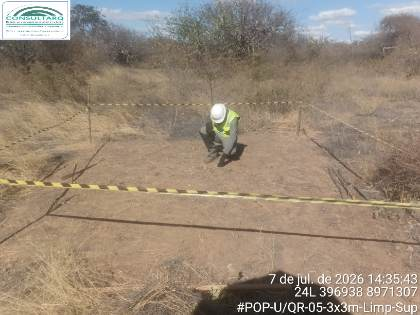 CONSULTARQ
7 de jul. de 2026 14:35:43
24L 396938 8971307
#POP-U/QR-05-3x3m-Limp-Sup